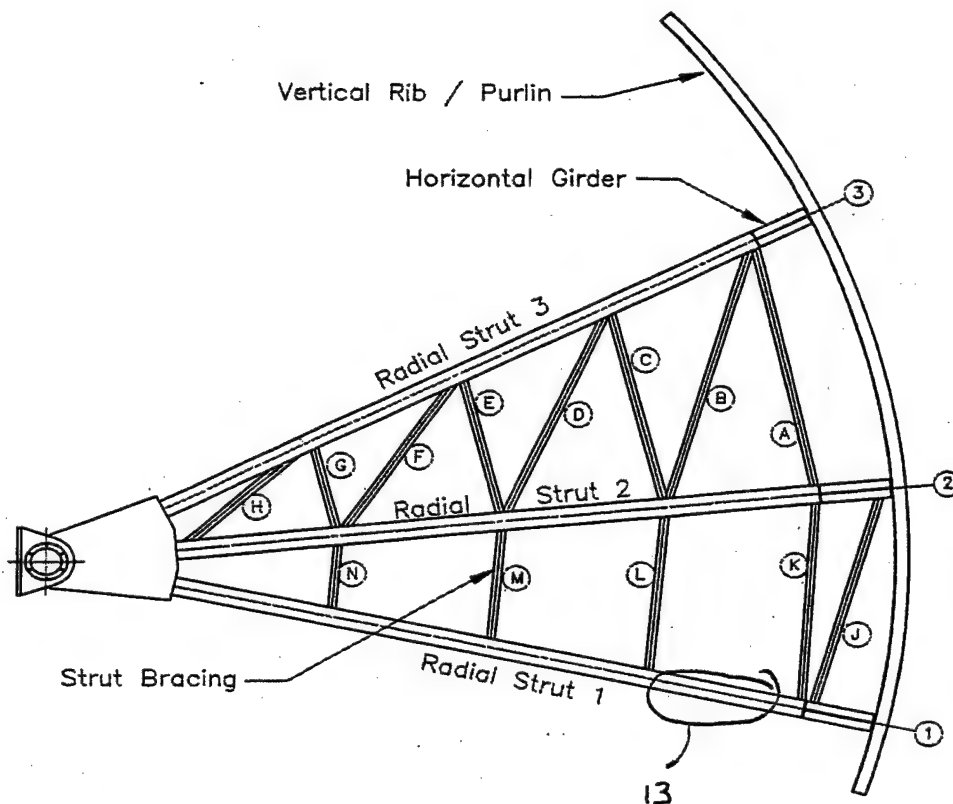 Vertical Rib / Purlin
Horizontal Girder
3
Radial Strut 3
C
E
B
D
A
G
F
H
Radial Strut 2
2
N
M
L
K
J
Strut Bracing
Radial Strut 1
1
13